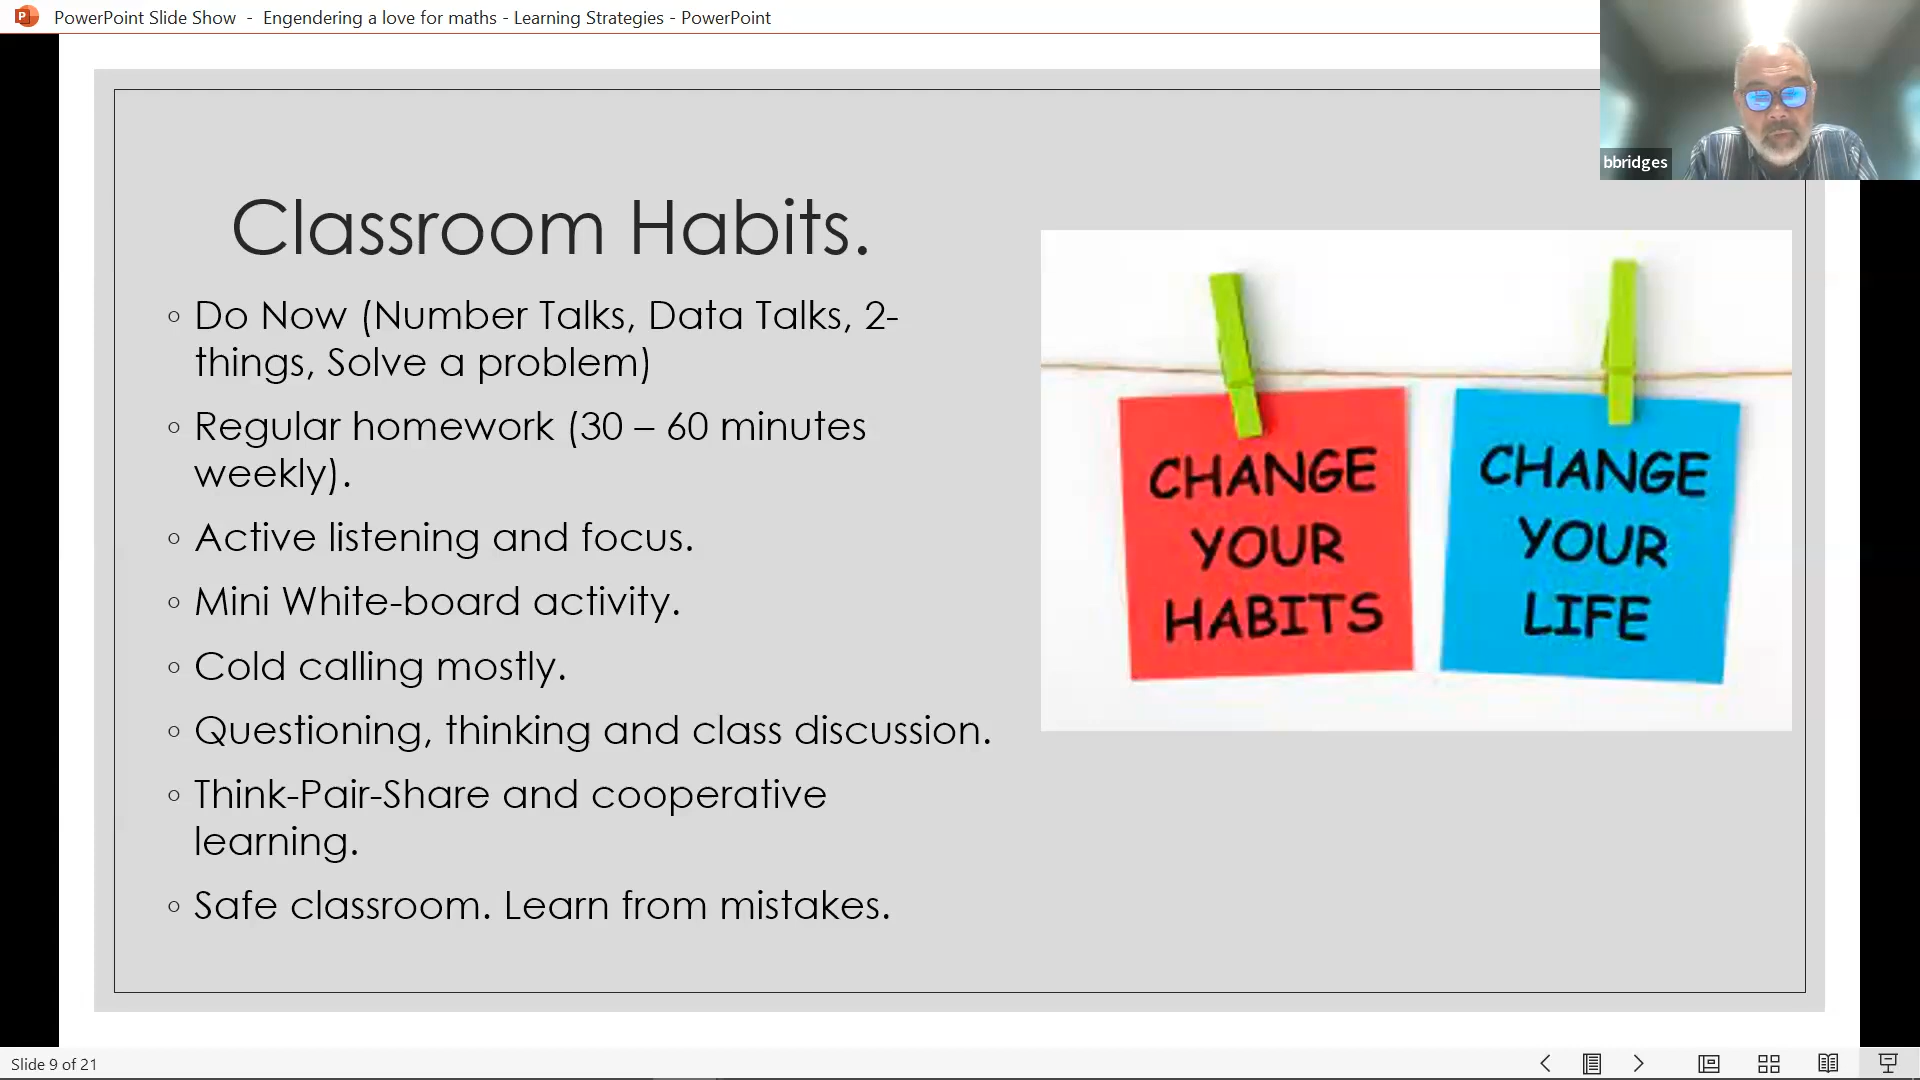 PowerPoint Slide Show - Engendering a love for maths - Learning Strategies - PowerPoint
bbridges
Classroom Habits.
◦ Do Now (Number Talks, Data Talks, 2-
things, Solve a problem)
◦ Regular homework (30 – 60 minutes
weekly).
◦ Active listening and focus.
◦ Mini White-board activity.
◦ Cold calling mostly.
◦ Questioning, thinking and class discussion.
◦ Think-Pair-Share and cooperative
learning.
◦ Safe classroom. Learn from mistakes.
CHANGE
YOUR
HABITS
CHANGE
YOUR
LIFE
Slide 9 of 21